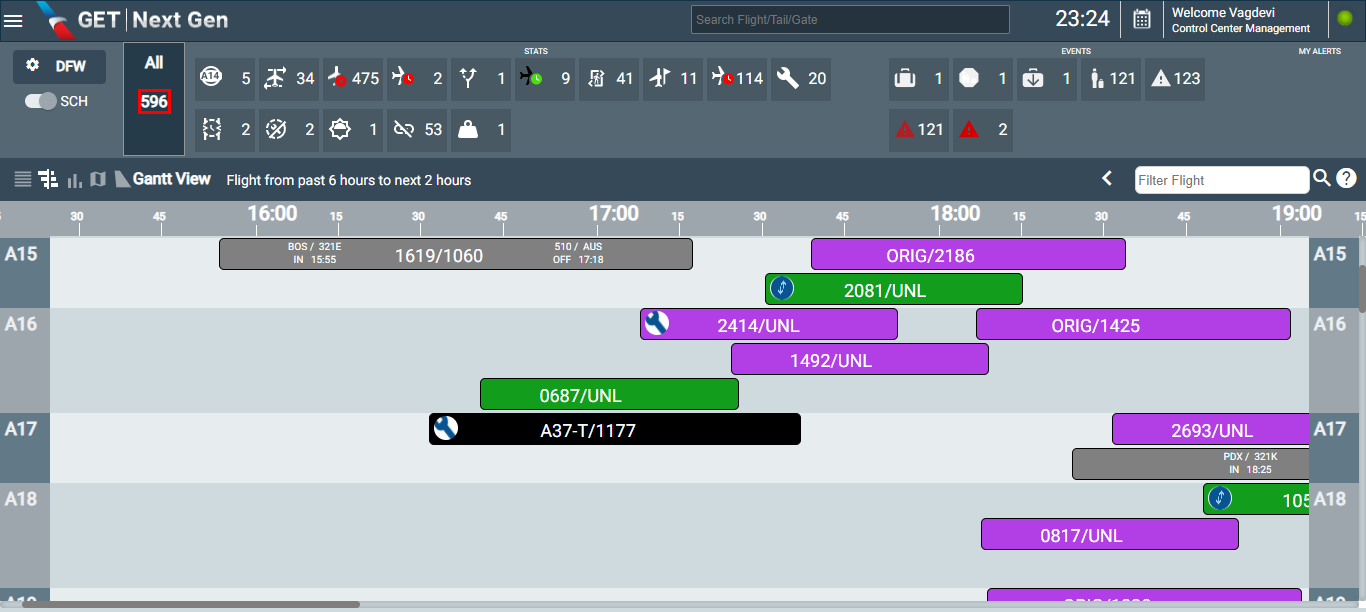 GET | Next Gen
Search Flight/Tail/Gate
23:24
Welcome Vagdevi
Control Center Management
DFW
SCH
All
596
STATS
EVENTS
MY ALERTS
A14 5 34 475 2 1 9 41 11 114 20
1 1 1 121 123
2 2 1 53 1
121 2
Gantt View Flight from past 6 hours to next 2 hours
Filter Flight
?
30 45 16:00 15 30 45 17:00 15 30 45 18:00 15 30 45 19:00 15
A15
BOS / 321E
IN 15:55
1619/1060
510 / AUS
OFF 17:18
ORIG/2186
A15
2081/UNL
A16
2414/UNL
ORIG/1425
A16
1492/UNL
0687/UNL
A17
A37-T/1177
2693/UNL
A17
PDX / 321K
IN 18:25
A18
105
A18
0817/UNL